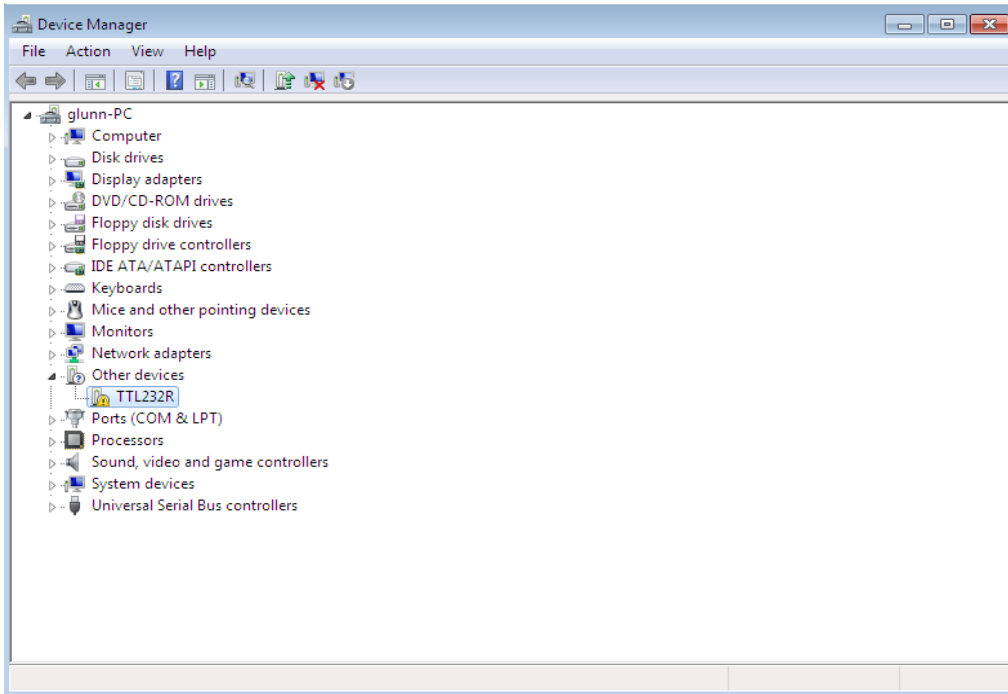 Device Manager
File Action View Help
glunn-PC
Computer
Disk drives
Display adapters
DVD/CD-ROM drives
Floppy disk drives
Floppy drive controllers
IDE ATA/ATAPI controllers
Keyboards
Mice and other pointing devices
Monitors
Network adapters
Other devices
TTL232R
Ports (COM & LPT)
Processors
Sound, video and game controllers
System devices
Universal Serial Bus controllers